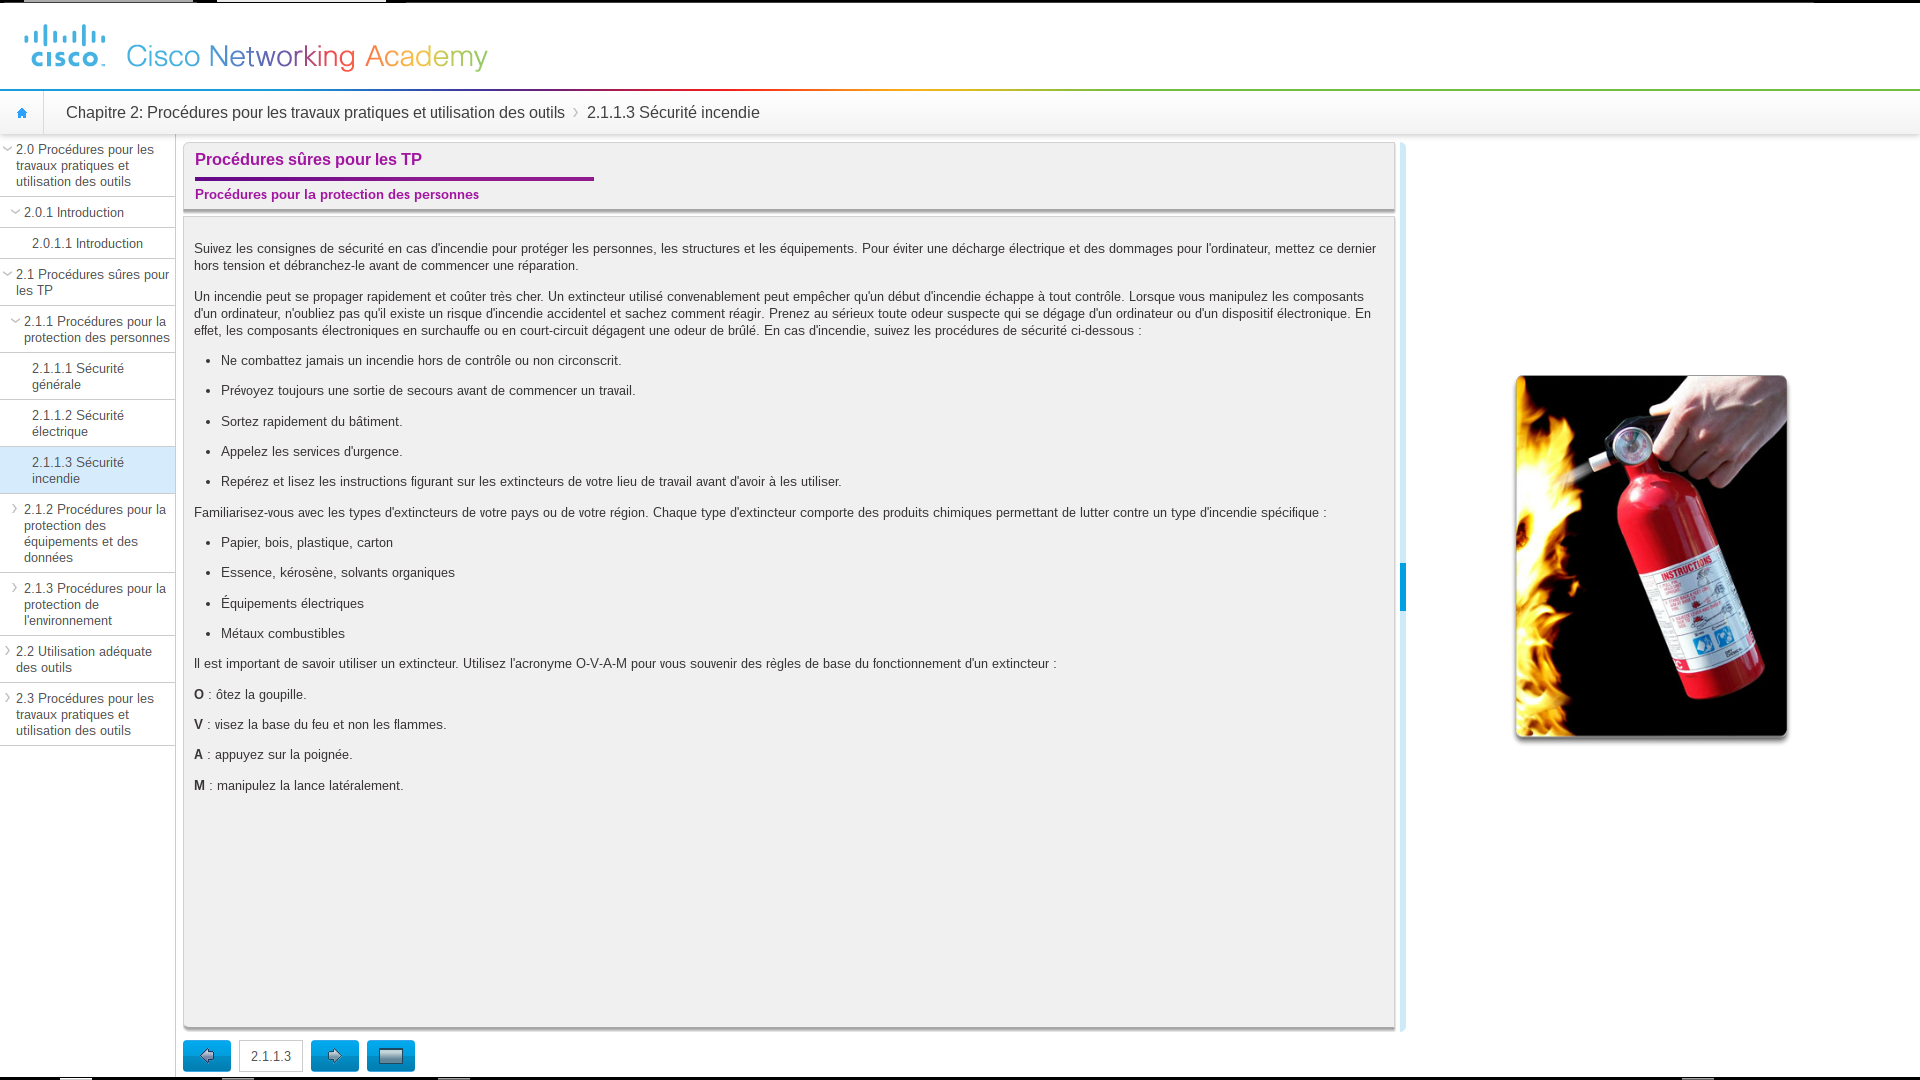 cisco
Cisco Networking Academy
Chapitre 2: Procédures pour les travaux pratiques et utilisation des outils
2.1.1.3 Sécurité incendie
2.0 Procédures pour les
travaux pratiques et
utilisation des outils
2.0.1 Introduction
2.0.1.1 Introduction
2.1 Procédures sûres pour
les TP
2.1.1 Procédures pour la
protection des personnes
2.1.1.1 Sécurité
générale
2.1.1.2 Sécurité
électrique
2.1.1.3 Sécurité
incendie
2.1.2 Procédures pour la
protection des
équipements et des
données
2.1.3 Procédures pour la
protection de
l'environnement
2.2 Utilisation adéquate
des outils
2.3 Procédures pour les
travaux pratiques et
utilisation des outils
Procédures sûres pour les TP
Procédures pour la protection des personnes
Suivez les consignes de sécurité en cas d'incendie pour protéger les personnes, les structures et les équipements. Pour éviter une décharge électrique et des dommages pour l'ordinateur, mettez ce dernier
hors tension et débranchez-le avant de commencer une réparation.
Un incendie peut se propager rapidement et coûter très cher. Un extincteur utilisé convenablement peut empêcher qu'un début d'incendie échappe à tout contrôle. Lorsque vous manipulez les composants
d'un ordinateur, n'oubliez pas qu'il existe un risque d'incendie accidentel et sachez comment réagir. Prenez au sérieux toute odeur suspecte qui se dégage d'un ordinateur ou d'un dispositif électronique. En
effet, les composants électroniques en surchauffe ou en court-circuit dégagent une odeur de brûlé. En cas d'incendie, suivez les procédures de sécurité ci-dessous :
• Ne combattez jamais un incendie hors de contrôle ou non circonscrit.
• Prévoyez toujours une sortie de secours avant de commencer un travail.
• Sortez rapidement du bâtiment.
• Appelez les services d'urgence.
• Repérez et lisez les instructions figurant sur les extincteurs de votre lieu de travail avant d'avoir à les utiliser.
Familiarisez-vous avec les types d'extincteurs de votre pays ou de votre région. Chaque type d'extincteur comporte des produits chimiques permettant de lutter contre un type d'incendie spécifique :
• Papier, bois, plastique, carton
• Essence, kérosène, solvants organiques
• Équipements électriques
• Métaux combustibles
Il est important de savoir utiliser un extincteur. Utilisez l'acronyme O-V-A-M pour vous souvenir des règles de base du fonctionnement d'un extincteur :
O : ôtez la goupille.
V : visez la base du feu et non les flammes.
A : appuyez sur la poignée.
M : manipulez la lance latéralement.
INSTRUCTIONS
2.1.1.3